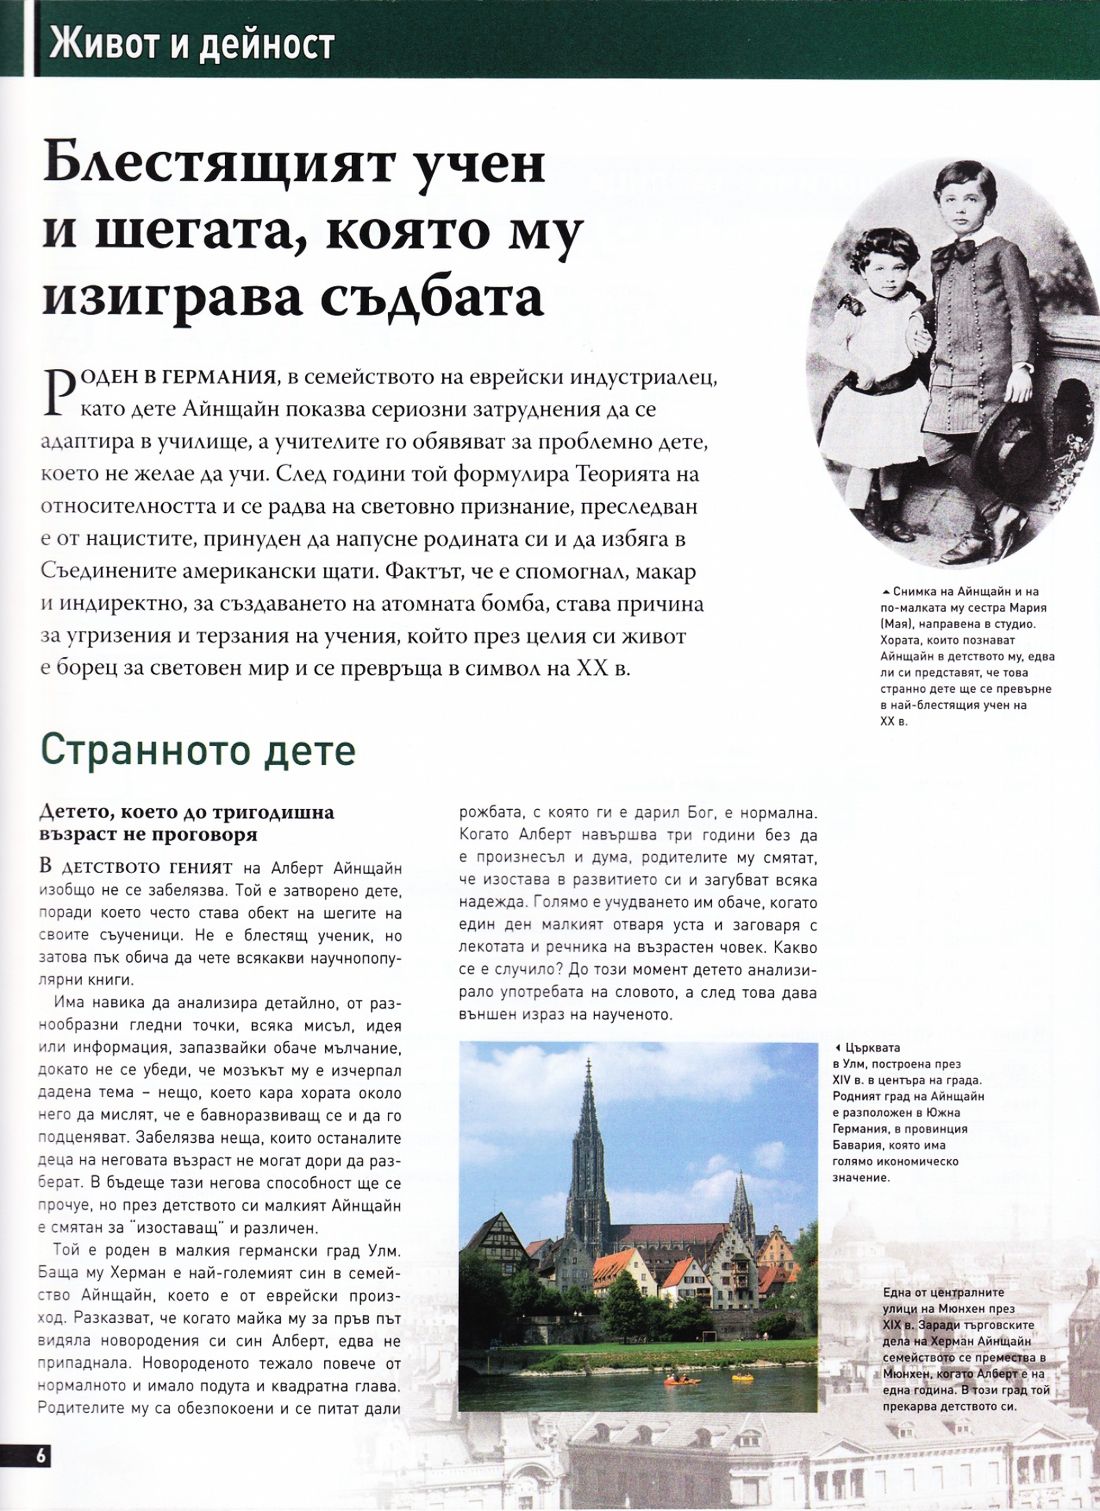 Живот и дейност
Блестящият учен
и шегата, която му
изиграва съдбата
РОДЕН В ГЕРМАНИЯ, в семейството на еврейски индустриалец,
като дете Айнщайн показва сериозни затруднения да се
адаптира в училище, а учителите го обявяват за проблемно дете,
което не желае да учи. След години той формулира Теорията на
относителността и се радва на световно признание, преследван
е от нацистите, принуден да напусне родината си и да избяга в
Съединените американски щати. Фактът, че е спомогнал, макар
и индиректно, за създаването на атомната бомба, става причина
за угризения и терзания на учения, който през целия си живот
е борец за световен мир и се превръща в символ на XX в.
Снимка на Айнщайн и на
по-малката му сестра Мария
(Мая), направена в студио.
Хората, които познават
Айнщайн в детството му, едва
ли си представят, че това
странно дете ще се превърне
в най-блестящия учен на
XX в.
Странното дете
Детето, което до тригодишна
възраст не проговоря
В ДЕТСТВОТО ГЕНИЯТ на Алберт Айнщайн
изобщо не се забелязва. Той е затворено дете,
поради което често става обект на шегите на
своите съученици. Не е блестящ ученик, но
затова пък обича да чете всякакви научнопопу-
лярни книги.
Има навика да анализира детайлно, от раз-
нообразни гледни точки, всяка мисъл, идея
или информация, запазвайки обаче мълчание,
докато не се убеди, че мозъкът му е изчерпал
дадена тема – нещо, което кара хората около
него да мислят, че е бавноразвиващ се и да го
подценяват. Забелязва неща, които останалите
деца на неговата възраст не могат дори да раз-
берат. В бъдеще тази негова способност ще се
прочуе, но през детството си малкият Айнщайн
е смятан за "изоставащ" и различен.
Той е роден в малкия германски град Улм.
Баща му Херман е най-големият син в семей-
ство Айнщайн, което е от еврейски произ-
ход. Разказват, че когато майка му за пръв път
видяла новородения си син Алберт, едва не
припаднала. Новороденото тежало повече от
нормалното и имало подута и квадратна глава.
Родителите му са обезпокоени и се питат дали
рожбата, с която ги е дарил Бог, е нормална.
Когато Алберт навършва три години без да
е произнесъл и дума, родителите му смятат,
че изостава в развитието си и загубват всяка
надежда. Голямо е учудването им обаче, когато
един ден малкият отваря уста и заговаря с
лекотата и речника на възрастен човек. Какво
се е случило? До този момент детето анализи-
рало употребата на словото, а след това дава
външен израз на наученото.
Църквата
в Улм, построена през
XIV в. в центъра на града.
Родният град на Айнщайн
е разположен в Южна
Германия, в провинция
Бавария, която има
голямо икономическо
значение.
Една от централните
улици на Мюнхен през
XIX в. Заради търговските
дела на Херман Айнщайн
семейството се премества в
Мюнхен, когато Алберт е на
една година. В този град той
прекарва детството си.
6